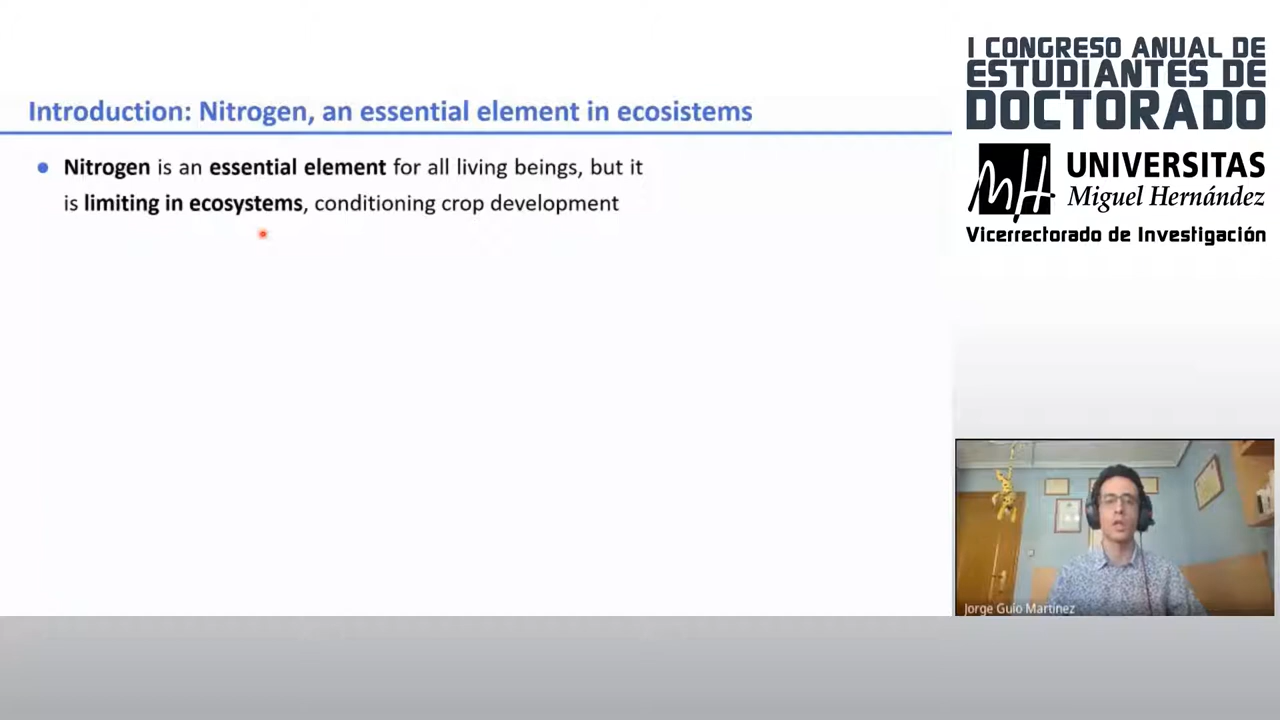 Introduction: Nitrogen, an essential element in ecosistems
Nitrogen is an essential element for all living beings, but it
is limiting in ecosystems, conditioning crop development
I CONGRESO ANUAL DE
ESTUDIANTES DE
DOCTORADO
UNIVERSITAS
Miguel Hernández
Vicerrectorado de Investigación
Jorge Guío Martínez